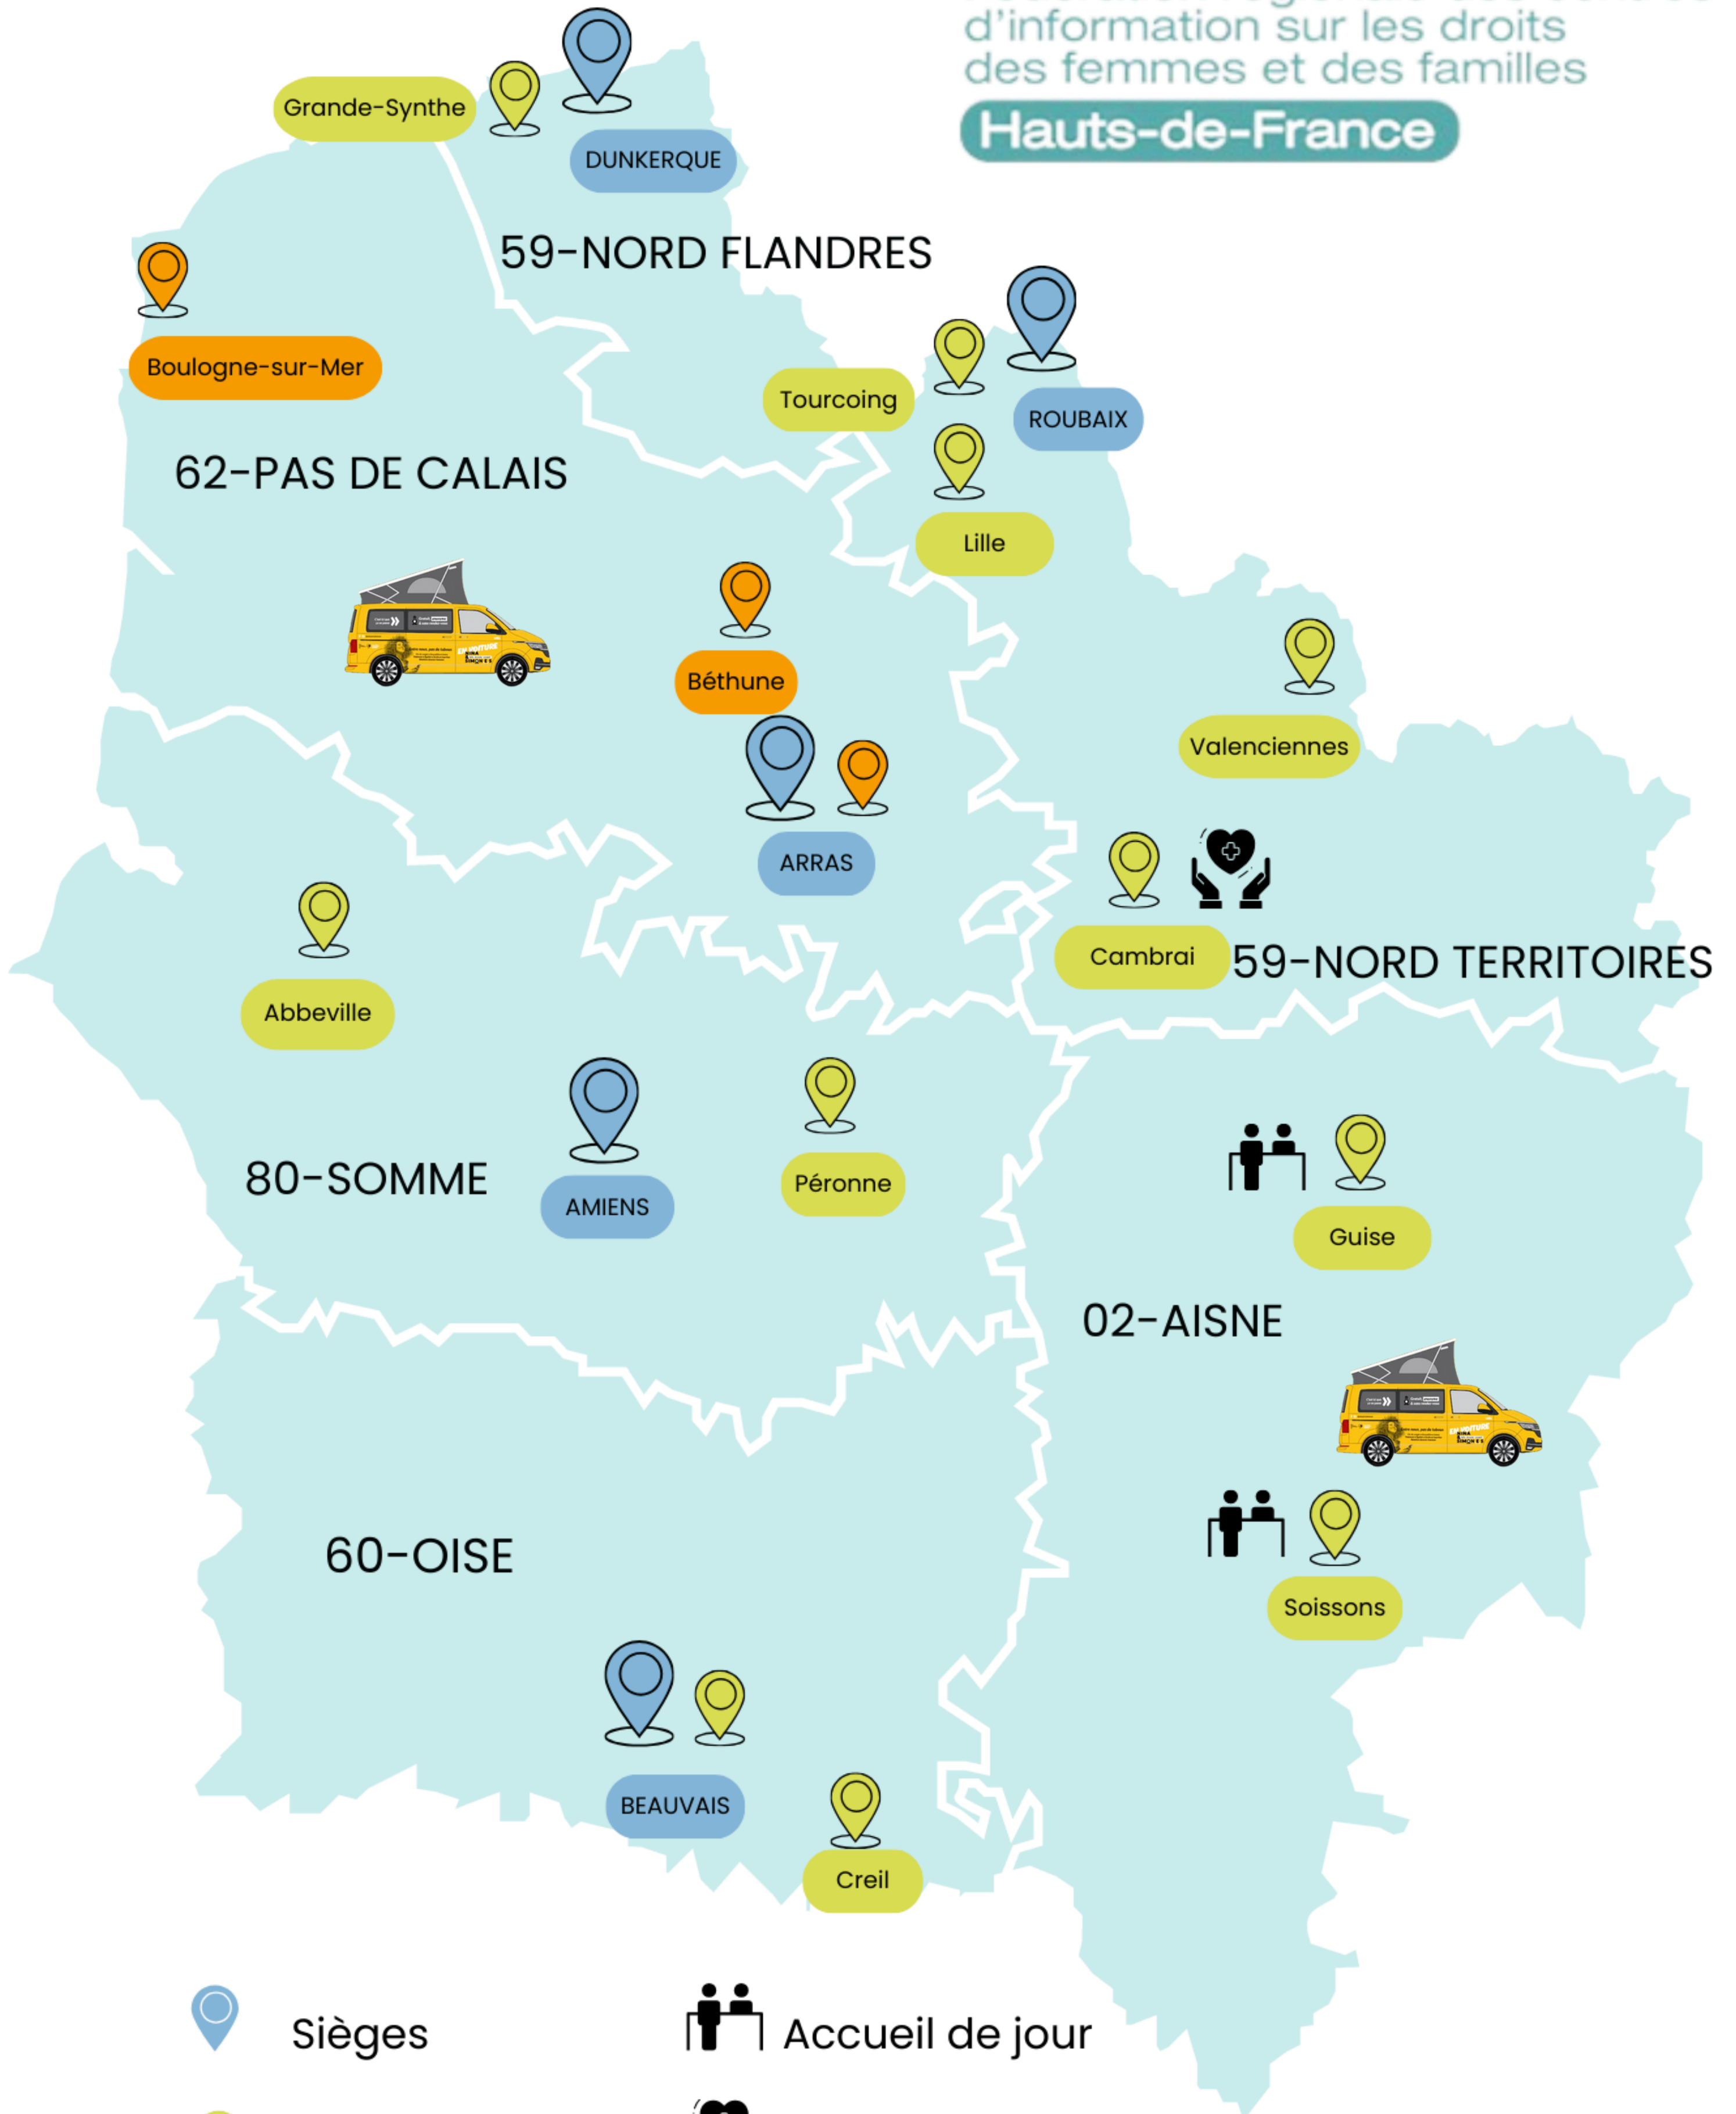 d'information sur les droits
des femmes et des familles
Hauts-de-France
Grande-Synthe
DUNKERQUE
59-NORD FLANDRES
Boulogne-sur-Mer
Tourcoing
ROUBAIX
62-PAS DE CALAIS
Lille
Béthune
Valenciennes
ARRAS
Cambrai
59-NORD TERRITOIRES
Abbeville
80-SOMME
AMIENS
Péronne
Guise
02-AISNE
60-OISE
Soissons
BEAUVAIS
Creil
Sièges
Accueil de jour